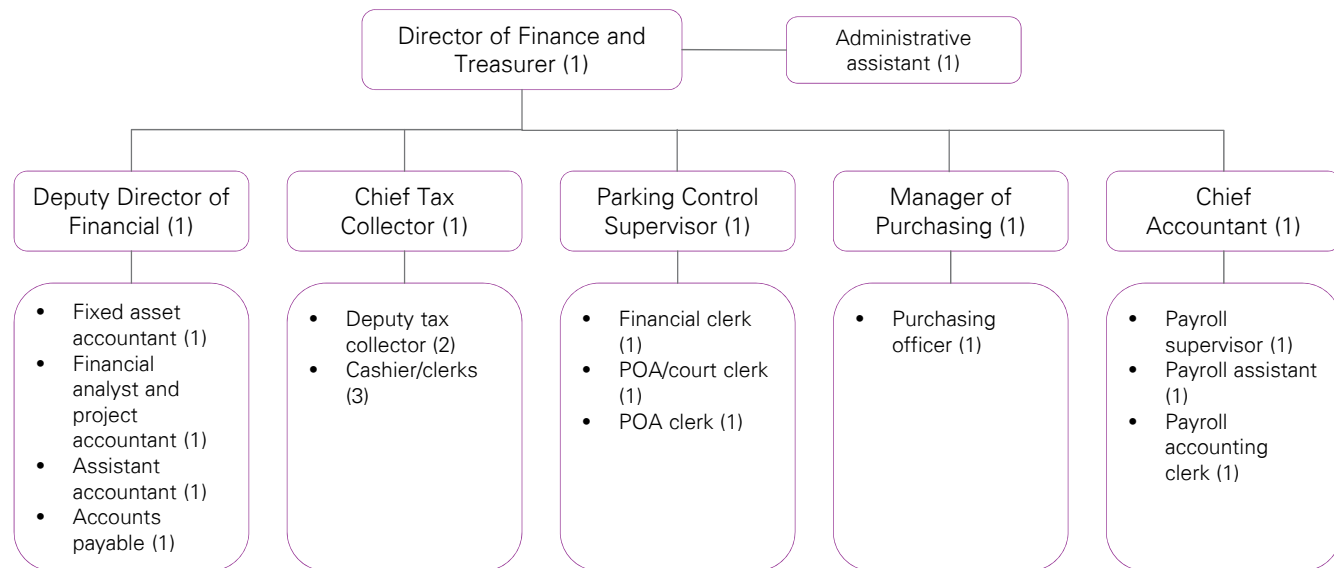 Director of Finance and
Treasurer (1)
Administrative
assistant (1)
Deputy Director of
Financial (1)
Chief Tax
Collector (1)
Parking Control
Supervisor (1)
Manager of
Purchasing (1)
Chief
Accountant (1)
• Fixed asset
accountant (1)
• Financial
analyst and
project
accountant (1)
• Assistant
accountant (1)
• Accounts
payable (1)
• Deputy tax
collector (2)
• Cashier/clerks
(3)
• Financial clerk
(1)
• POA/court clerk
(1)
• POA clerk (1)
• Purchasing
officer (1)
• Payroll
supervisor (1)
• Payroll assistant
(1)
• Payroll
accounting
clerk (1)